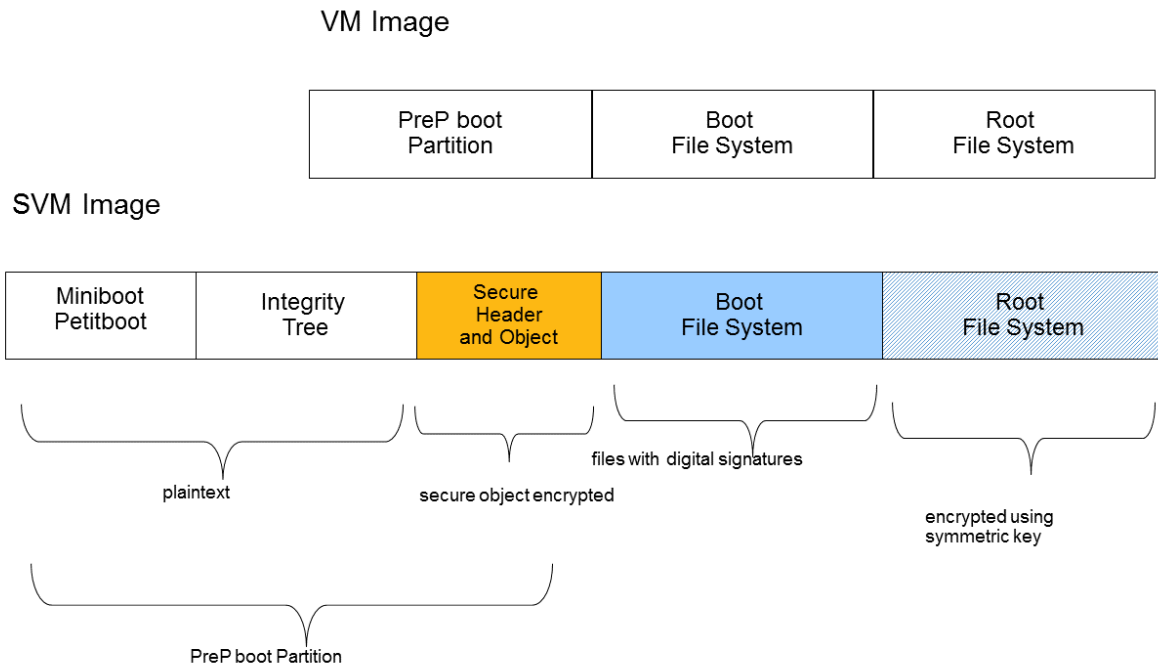 VM Image
PreP boot
Partition
Boot
File System
Root
File System
SVM Image
Miniboot
Petitboot
Integrity
Tree
Secure
Header
and Object
Boot
File System
Root
File System
plaintext
secure object encrypted
files with digital signatures
encrypted using
symmetric key
PreP boot Partition